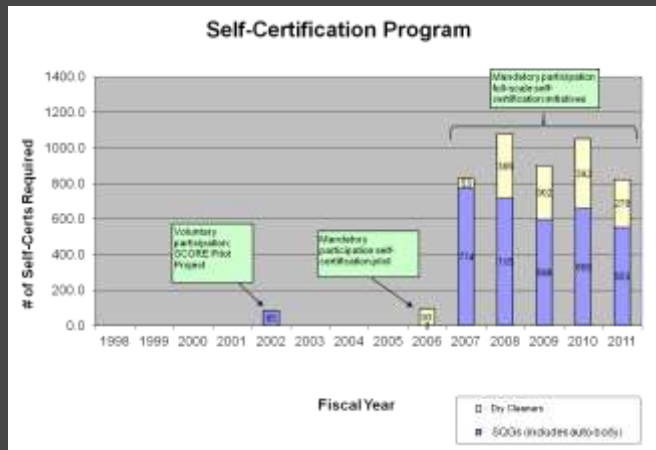 Self-Certification Program
# of Self-Certs Required
1400.0
1200.0
1000.0
800.0
600.0
400.0
200.0
0.0
Voluntary
participation:
SCORE Pilot
Project
Mandatory
participation self-
certification pilot
Mandatory participation
full-scale self-
certification initiatives
774
302
342
1998 1999 2000 2001 2002 2003 2004 2005 2006 2007 2008 2009 2010 2011
Fiscal Year
Dry Cleaners
SQGs (includes auto body)